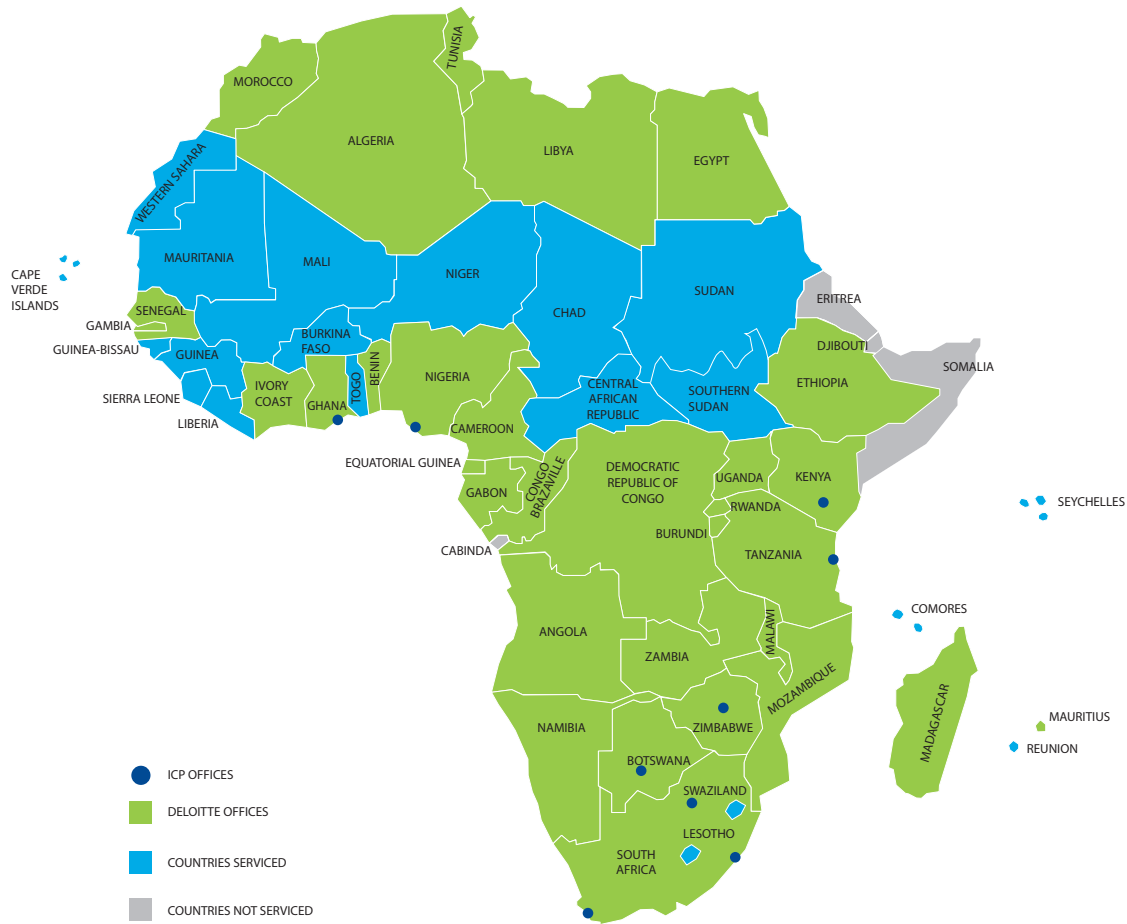 TUNISIA
MOROCCO
ALGERIA
LIBYA
EGYPT
WESTERN SAHARA
MAURITANIA
MALI
NIGER
CHAD
SUDAN
ERITREA
CAPE
VERDE
ISLANDS
SENEGAL
GAMBIA
GUINEA-BISSAU
GUINEA
BURKINA
FASO
BENIN
TOGO
NIGERIA
DJIBOUTI
SOMALIA
ETHIOPIA
SIERRA LEONE
LIBERIA
IVORY
COAST
GHANA
CAMEROON
CENTRAL
AFRICAN
REPUBLIC
SOUTHERN
SUDAN
EQUATORIAL GUINEA
GABON
CONGO
BRAZAVILLE
DEMOCRATIC
REPUBLIC OF
CONGO
UGANDA
KENYA
RWANDA
BURUNDI
SEYCHELLES
CABINDA
TANZANIA
COMORES
ANGOLA
ZAMBIA
MALAWI
MOZAMBIQUE
MADAGASCAR
MAURITIUS
REUNION
NAMIBIA
ZIMBABWE
BOTSWANA
SWAZILAND
LESOTHO
SOUTH
AFRICA
ICP OFFICES
DELOITTE OFFICES
COUNTRIES SERVICED
COUNTRIES NOT SERVICED